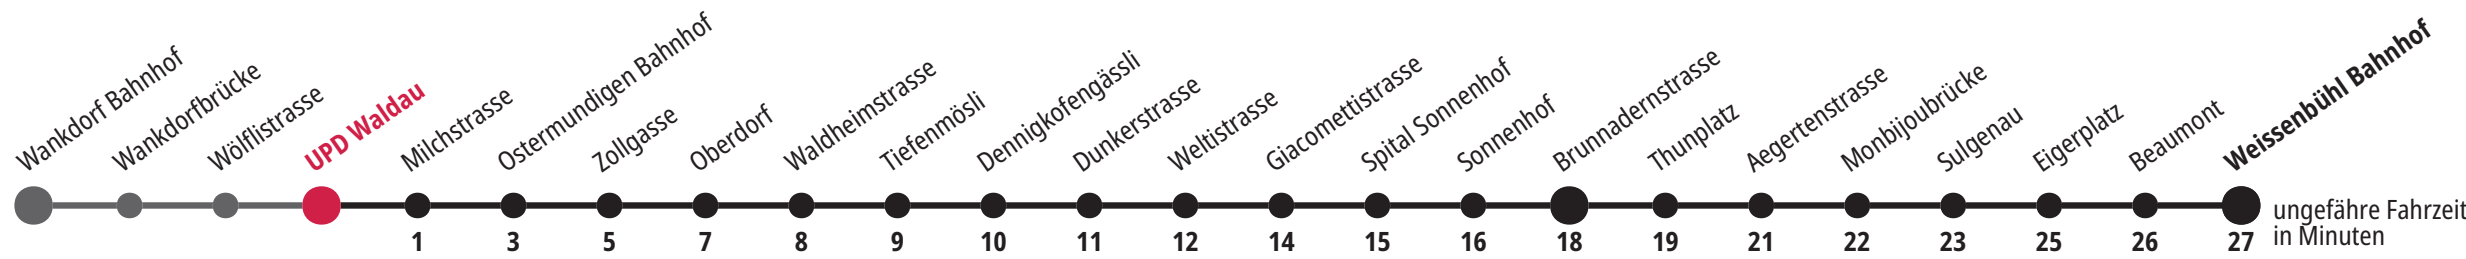 Wankdorf Bahnhof
Wankdorfbrücke
Wölflistrasse
UPD Waldau
Milchstrasse
Ostermundigen Bahnhof
Zollgasse
Oberdorf
Waldheimstrasse
Tiefenmösli
Dennigkofengässli
Dunkerstrasse
Weltistrasse
Giacomettistrasse
Spital Sonnenhof
Sonnenhof
Brunnadernstrasse
Thunplatz
Aegertenstrasse
Monbijoubrücke
Sulgenau
Eigerplatz
Beaumont
Weissenbühl Bahnhof
1 3 5 7 8 9 10 11 12 14 15 16 18 19 21 22 23 25 26 27
ungefähre Fahrzeit
in Minuten